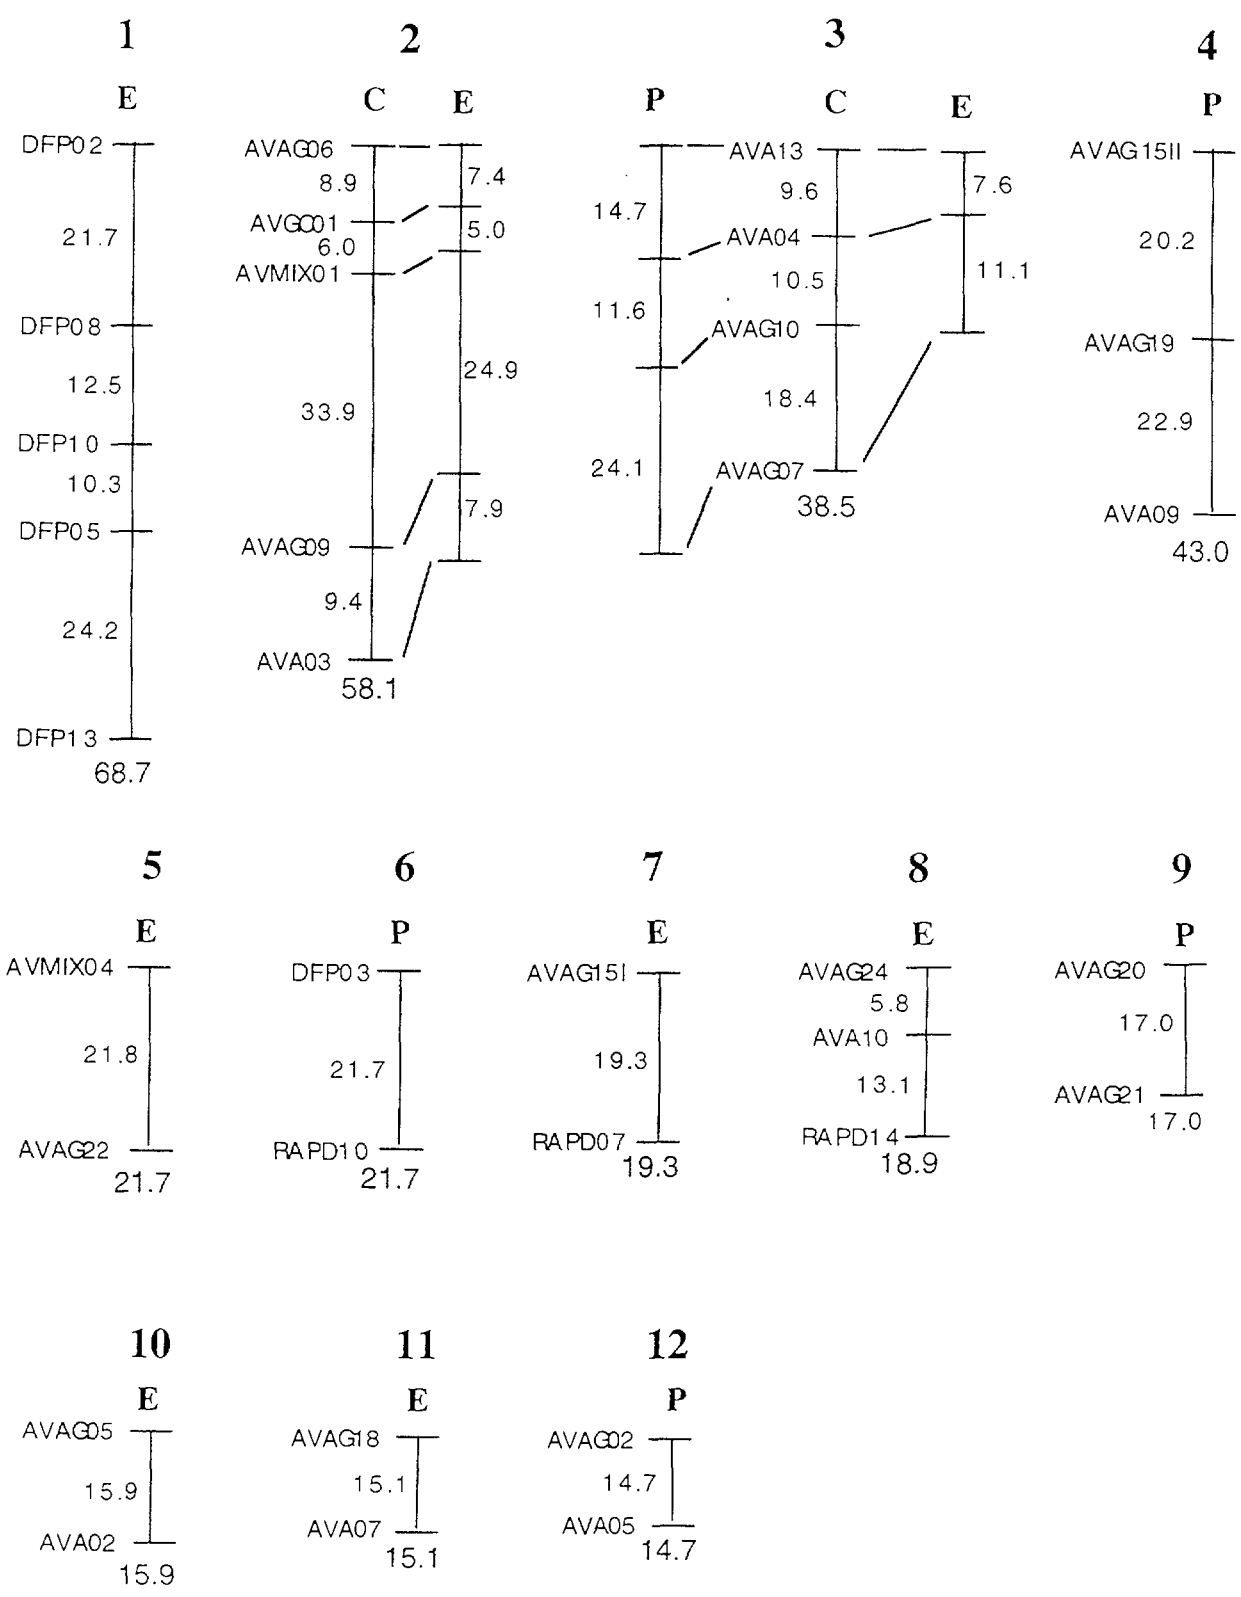 1
2
3
4
E
C
E
P
C
E
P
DFP02
AVAG06
AVA13
AVAG15II
8.9
7.4
9.6
7.6
21.7
14.7
20.2
AVGC01
5.0
AVA04
6.0
AVMIX01
10.5
11.1
11.6
DFP08
AVAG10
AVAG19
12.5
24.9
33.9
18.4
22.9
DFP10
24.1
AVAG07
10.3
38.5
7.9
AVA09
DFP05
43.0
AVAG09
9.4
24.2
AVA03
58.1
DFP13
68.7
5
6
7
8
9
E
P
E
E
P
AVMIX04
DFP03
AVAG15I
AVAG24
AVAG20
5.8
17.0
AVA10
21.8
21.7
19.3
13.1
AVAG21
17.0
AVAG22
RAPD10
RAPD07
RAPD14
21.7
21.7
19.3
18.9
10
11
12
E
E
P
AVAG05
AVAG18
AVAG02
15.9
15.1
14.7
AVA02
AVA07
AVA05
15.9
15.1
14.7